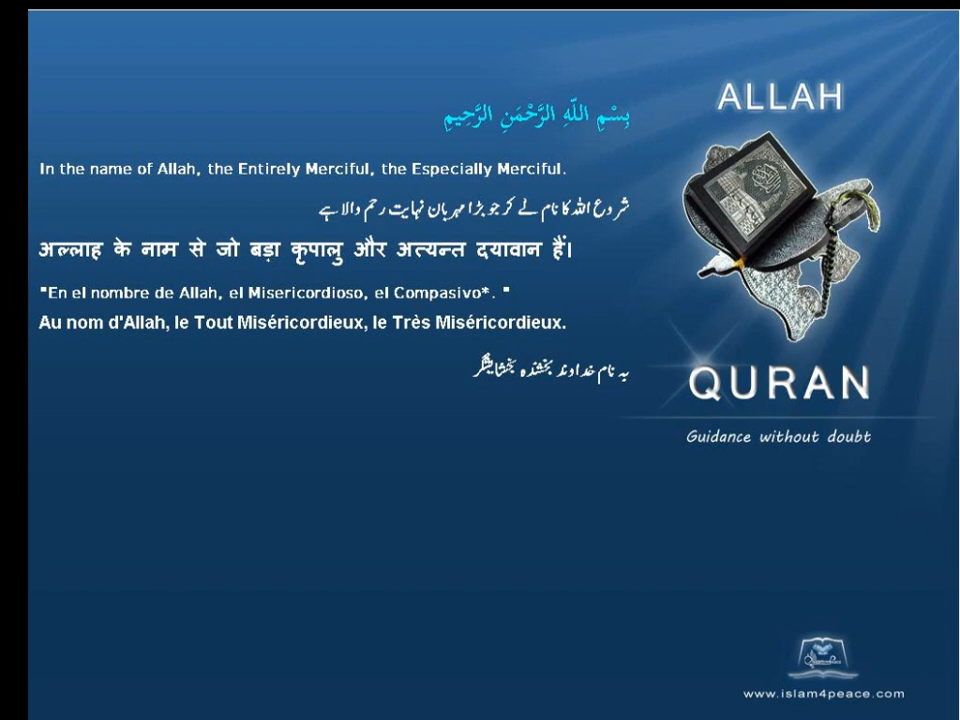 بِسْمِ اللّهِ الرَّحْمَنِ الرَّحِيمِ
In the name of Allah, the Entirely Merciful, the Especially Merciful.
شروع الله کا نام لے کر جو بڑا مہربان نہایت رحم والا ہے
अल्लाह के नाम से जो बड़ा कृपालु और अत्यन्त दयावान हैं।
"En el nombre de Allah, el Misericordioso, el Compasivo*. "
Au nom d'Allah, le Tout Miséricordieux, le Très Miséricordieux.
به نام خداوند بخشنده بخشایشگر
ALLAH
QURAN
Guidance without doubt
www.islam4peace.com